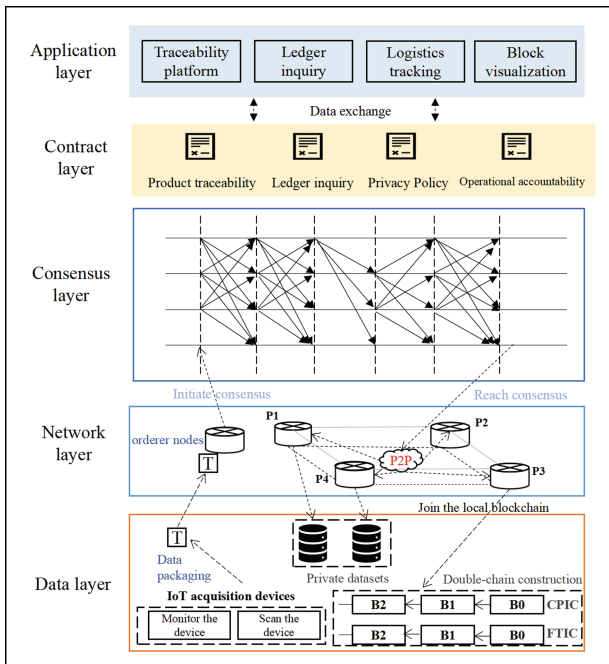 Application
layer
Traceability
platform
Ledger
inquiry
Logistics
tracking
Block
visualization
Data exchange
Contract
layer
Product traceability
Ledger inquiry
Privacy Policy
Operational accountability
Consensus
layer
Initiate consensus
Reach consensus
Network
layer
orderer nodes
T
P1
P2
P2P
P4
P3
Join the local blockchain
Data layer
T
Data
packaging
Private datasets
Double-chain construction
IoT acquisition devices
Monitor the
device
Scan the
device
B2
B1
B0
CPIC
B2
B1
B0
FTIC